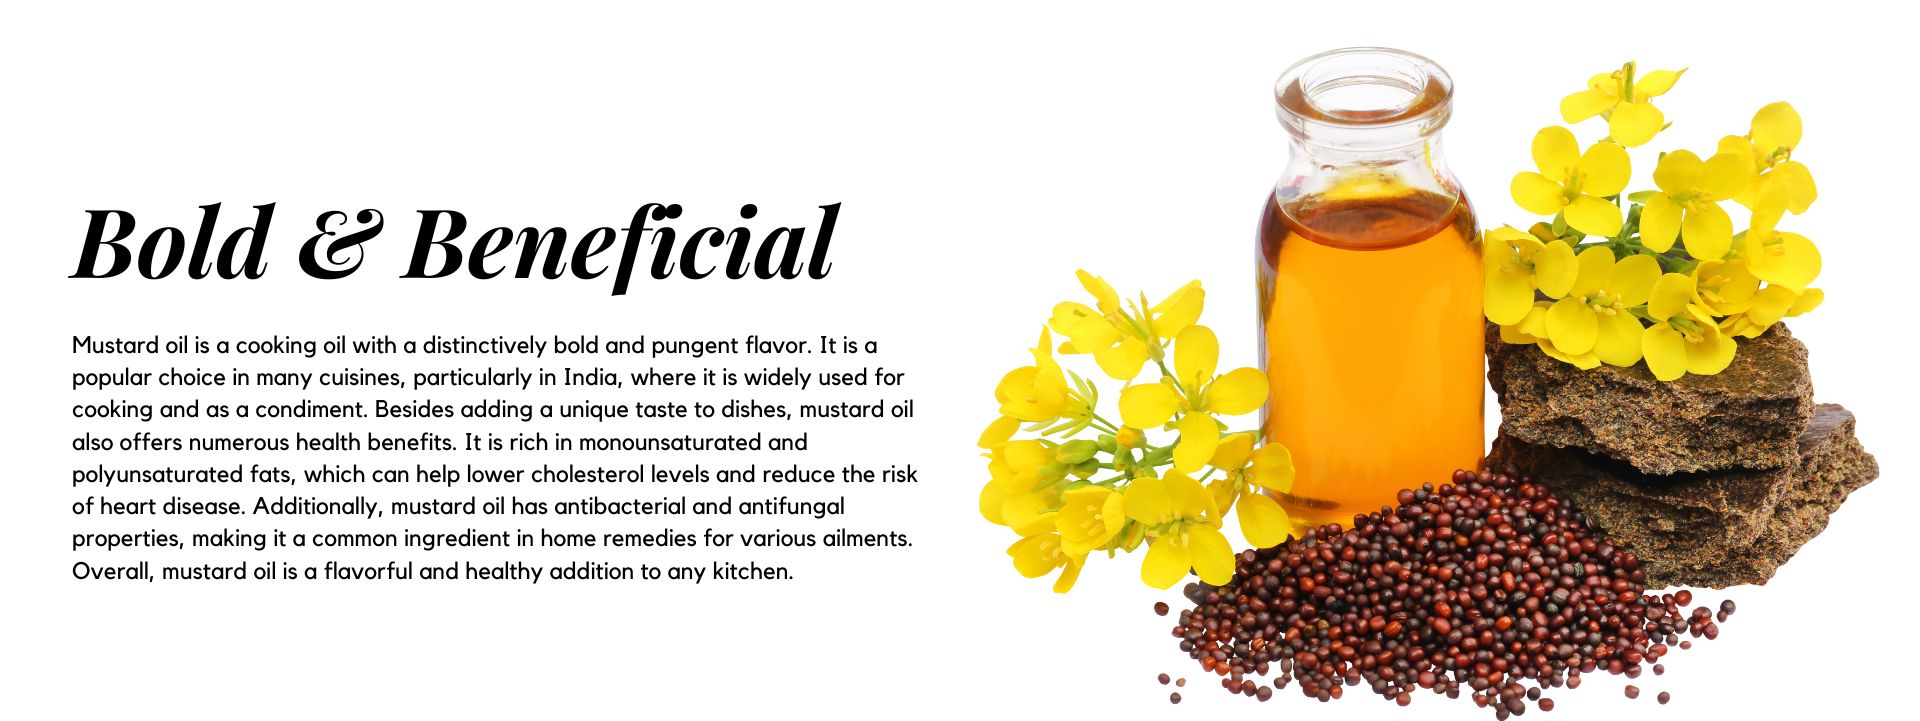 Bold & Beneficial
Mustard oil is a cooking oil with a distinctively bold and pungent flavor. It is a
popular choice in many cuisines, particularly in India, where it is widely used for
cooking and as a condiment. Besides adding a unique taste to dishes, mustard oil
also offers numerous health benefits. It is rich in monounsaturated and
polyunsaturated fats, which can help lower cholesterol levels and reduce the risk
of heart disease. Additionally, mustard oil has antibacterial and antifungal
properties, making it a common ingredient in home remedies for various ailments.
Overall, mustard oil is a flavorful and healthy addition to any kitchen.